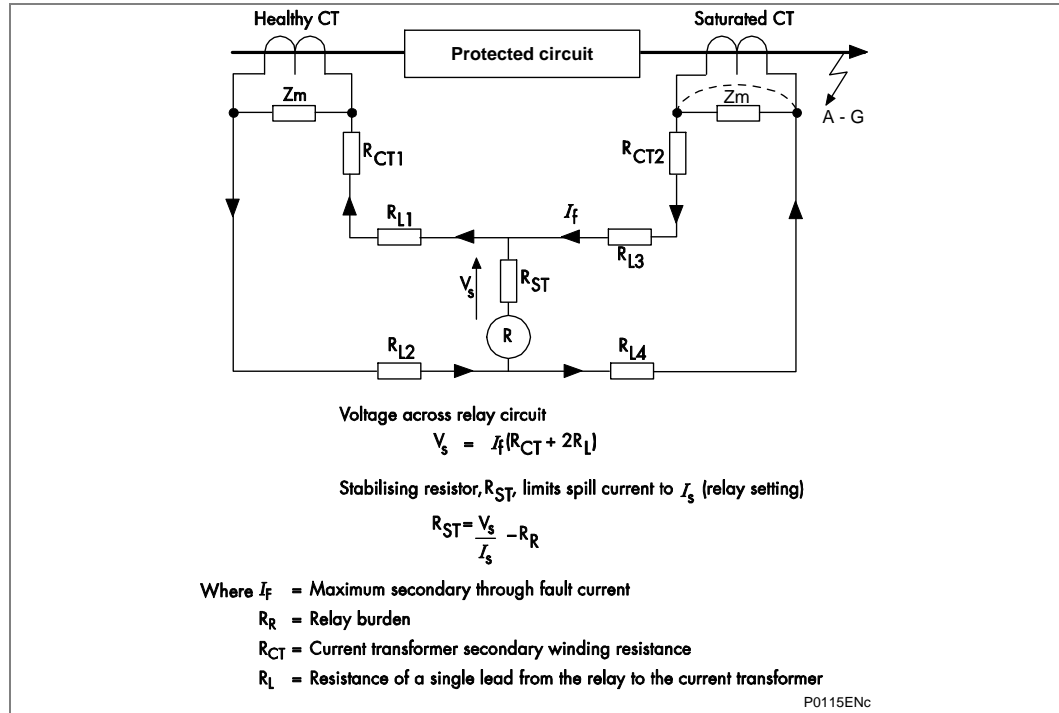 Healthy CT
Saturated CT
Protected circuit
Zm
Zm
A - G
RCT1
RCT2
RL1
If
RL3
Vs
RST
R
RL2
RL4
Voltage across relay circuit
Vs = If(RCT + 2RL)
Stabilising resistor, RST, limits spill current to Is (relay setting)
RST = Vs/Is - RR
Where IF = Maximum secondary through fault current
RR = Relay burden
RCT = Current transformer secondary winding resistance
RL = Resistance of a single lead from the relay to the current transformer
P0115ENc